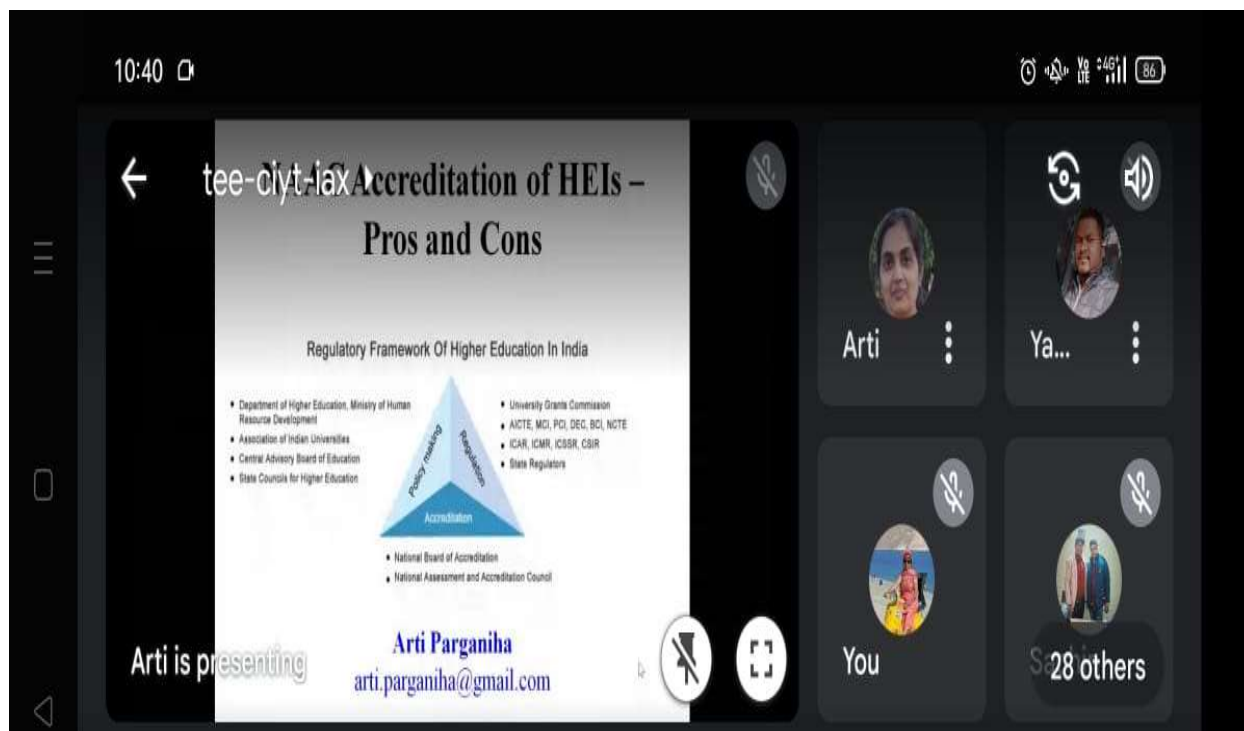 10:40
Vo LTE 4G+ 86
tee-ciyt-iax
Accreditation of HEIs –
Pros and Cons
Regulatory Framework Of Higher Education In India
• Department of Higher Education, Ministry of Human
Resource Development
• Association of Indian Universities
• Central Advisory Board of Education
• State Councils for Higher Education
Policy making
Regulation
Accreditation
• University Grants Commission
• AICTE, MCI, PCI, DEC, BCI, NCTE
• ICAR, ICMR, ICSSR, CSIR
• State Regulators
• National Board of Accreditation
• National Assessment and Accreditation Council
Arti Parganiha
arti.parganiha@gmail.com
Arti is presenting
Arti
Ya...
You
28 others